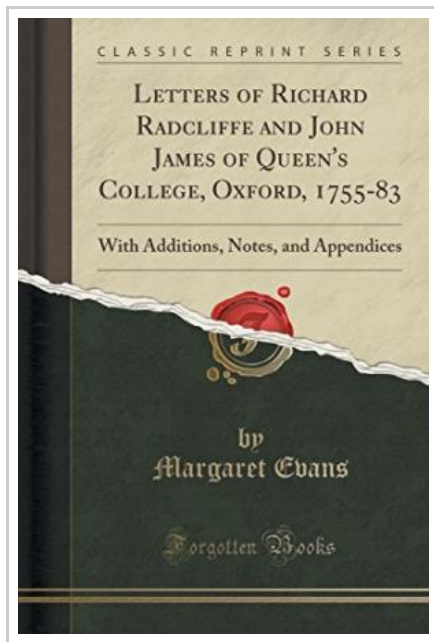 CLASSIC REPRINT SERIES
LETTERS OF RICHARD
RADCLIFFE AND JOHN
JAMES OF QUEEN'S
COLLEGE, OXFORD, 1755-83
With Additions, Notes, and Appendices
by
Margaret Evans
Forgotten Books